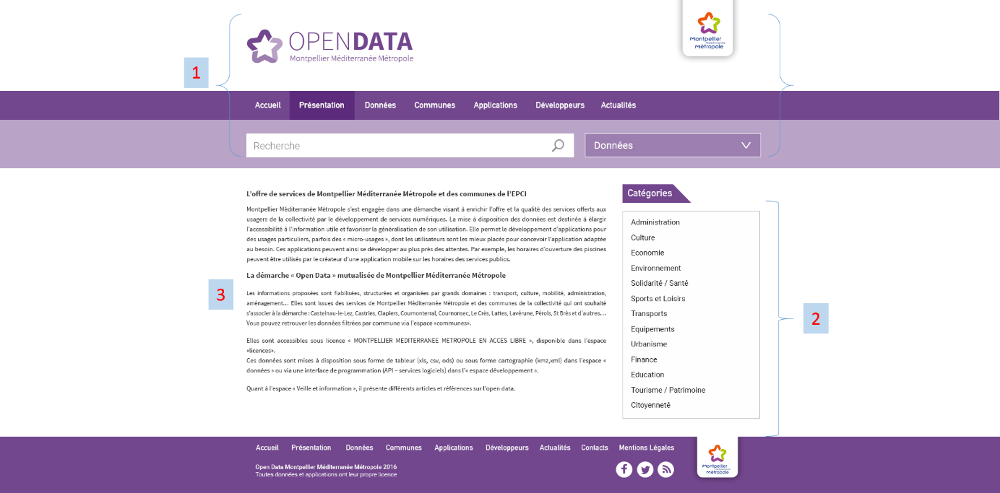 OPENDATA
Montpellier Méditerranée Métropole
Montpellier
Méditerranée
Métropole
1
Accueil Présentation Données Communes Applications Développeurs Actualités
Recherche
Données
L'offre de services de Montpellier Méditerranée Métropole et des communes de l'EPCI
Montpellier Méditerranée Métropole s'est engagée dans une démarche visant à enrichir l'offre et la qualité des services offerts aux
usagers de la collectivité par le développement de services numériques. La mise à disposition des données est destinée à élargir
l'accessibilité à l'information utile et favoriser la généralisation de son utilisation. Elle permet le développement d'applications pour
des usages particuliers, parfois des « micro-usages », dont les utilisateurs sont les mieux placés pour concevoir l'application adaptée
au besoin. Ces applications peuvent ainsi se développer au plus près des attentes. Par exemple, les horaires d'ouverture des piscines
peuvent être utilisés par le créateur d'une application mobile sur les horaires des services publics.
La démarche « Open Data » mutualisée de Montpellier Méditerranée Métropole
3
Les informations proposées sont fiabilisées, structurées et organisées par grands domaines : transport, culture, mobilité, administration,
aménagement… Elles sont issues des services de Montpellier Méditerranée Métropole et des communes de la collectivité qui ont souhaité
s'associer à la démarche : Castelnau-le-Lez, Castries, Clapiers, Cournonterral, Cournonsec, Le Crès, Lattes, Lavérune, Pérols, St Brès et d'autres…
Vous pouvez retrouver les données filtrées par commune via l'espace «communes».
Elles sont accessibles sous licence « MONTPELLIER MEDITERRANEE METROPOLE EN ACCES LIBRE », disponible dans l'espace
«licences».
Ces données sont mises à disposition sous forme de tableur (xls, csv, ods) ou sous forme cartographie (kmz,xml) dans l'espace «
données » ou via une interface de programmation (API – services logiciels) dans l'« espace développement ».
Quant à l'espace « Veille et information », il présente différents articles et références sur l'open data.
Catégories
Administration
Culture
Economie
Environnement
Solidarité / Santé
Sports et Loisirs
Transports
Equipements
Urbanisme
Finance
Education
Tourisme / Patrimoine
Citoyenneté
2
Accueil Présentation Données Communes Applications Développeurs Actualités Contacts Mentions Légales
Open Data Montpellier Méditerranée Métropole 2016
Toutes données et applications ont leur propre licence
Montpellier
Méditerranée
Métropole